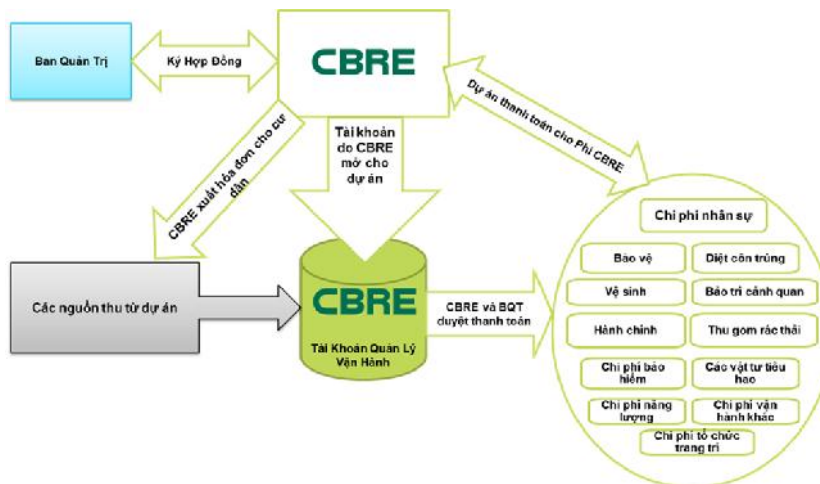 Ban Quản Trị
Ký Hợp Đồng
CBRE
Dự án thanh toán cho Phí CBRE
CBRE xuất hóa đơn cho cư
dân
Tài khoản
do CBRE
mở cho
dự án
Các nguồn thu từ dự án
CBRE
Tài Khoản Quản Lý
Vận Hành
CBRE và BQT
duyệt thanh toán
Chi phí nhân sự
Bảo vệ
Diệt côn trùng
Vệ sinh
Bảo trì cảnh quan
Hành chính
Thu gom rác thải
Chi phí bảo
hiểm
Các vật tư tiêu
hao
Chi phí năng
lượng
Chi phí vận
hành khác
Chi phí tổ chức
trang trí